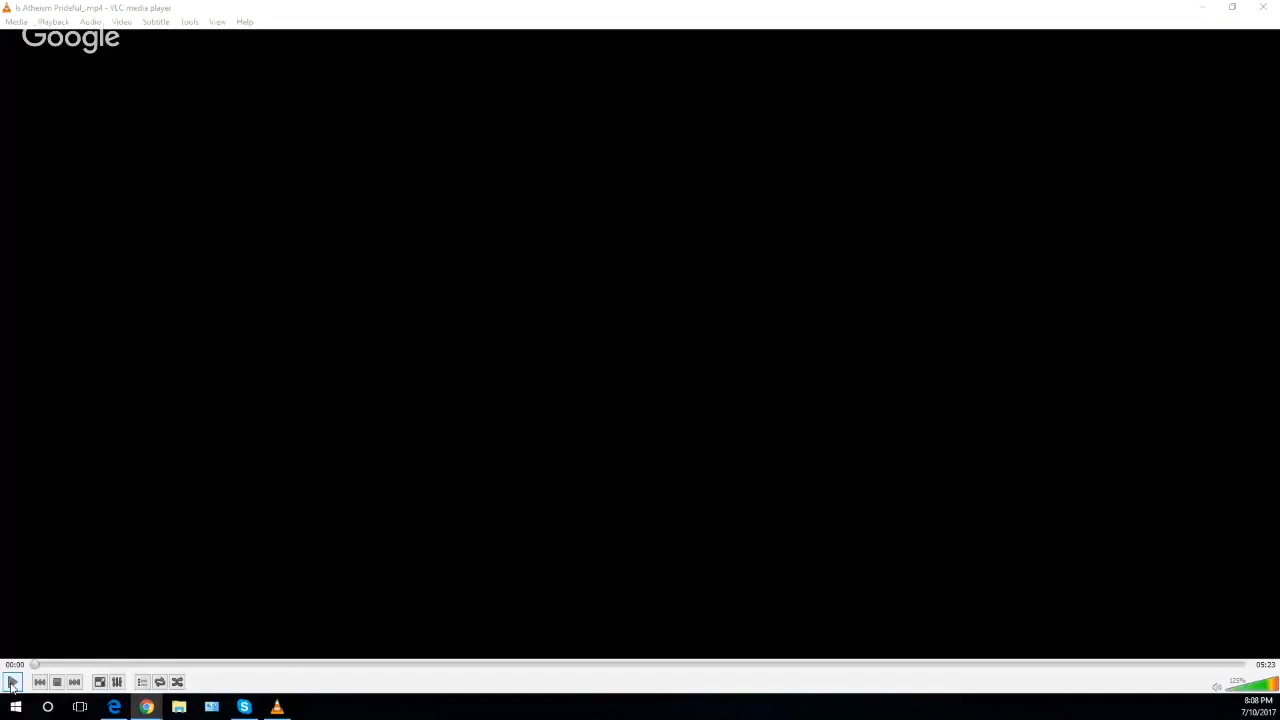 Is Atheism Prideful_.mp4 - VLC media player
Media Playback Audio Video Subtitle Tools View Help
Google
00:00 05:23
125%
8:08 PM
7/10/2017